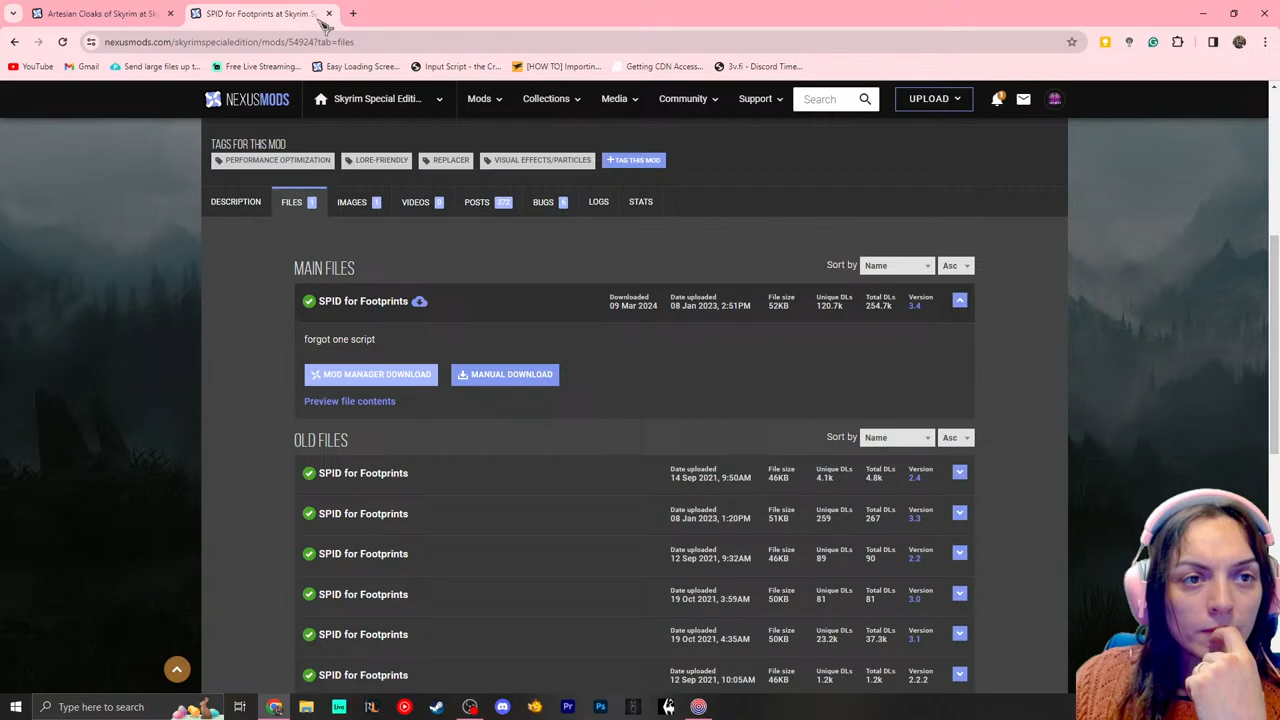 Artesian Cloaks of Skyrim at Sk
SPID for Footprints at Skyrim S
nexusmods.com/skyrimspecialedition/mods/54924?tab=files
YouTube
Gmail
Send large files up t...
Free Live Streaming...
Easy Loading Scree...
Input Script - the Cr...
[HOW TO] Importin...
Getting CDN Access...
3v.fi - Discord Time...
NEXUSMODS
Skyrim Special Editi...
Mods
Collections
Media
Community
Support
Search
UPLOAD
1
TAGS FOR THIS MOD
PERFORMANCE OPTIMIZATION
LORE-FRIENDLY
REPLACER
VISUAL EFFECTS/PARTICLES
+ TAG THIS MOD
DESCRIPTION
FILES 1
IMAGES 1
VIDEOS 0
POSTS 272
BUGS 6
LOGS
STATS
MAIN FILES
Sort by Name Asc
SPID for Footprints
Downloaded
09 Mar 2024
Date uploaded
08 Jan 2023, 2:51PM
File size
52KB
Unique DLs
120.7k
Total DLs
254.7k
Version
3.4
forgot one script
MOD MANAGER DOWNLOAD
MANUAL DOWNLOAD
Preview file contents
OLD FILES
Sort by Name Asc
SPID for Footprints
Date uploaded
14 Sep 2021, 9:50AM
File size
46KB
Unique DLs
4.1k
Total DLs
4.8k
Version
2.4
SPID for Footprints
Date uploaded
08 Jan 2023, 1:20PM
File size
51KB
Unique DLs
259
Total DLs
267
Version
3.3
SPID for Footprints
Date uploaded
12 Sep 2021, 9:32AM
File size
46KB
Unique DLs
89
Total DLs
90
Version
2.2
SPID for Footprints
Date uploaded
19 Oct 2021, 3:59AM
File size
50KB
Unique DLs
81
Total DLs
81
Version
3.0
SPID for Footprints
Date uploaded
19 Oct 2021, 4:35AM
File size
50KB
Unique DLs
23.2k
Total DLs
37.3k
Version
3.1
SPID for Footprints
Date uploaded
12 Sep 2021, 10:05AM
File size
46KB
Unique DLs
1.2k
Total DLs
1.2k
Version
2.2.2
Type here to search
Live
Pr
Ps